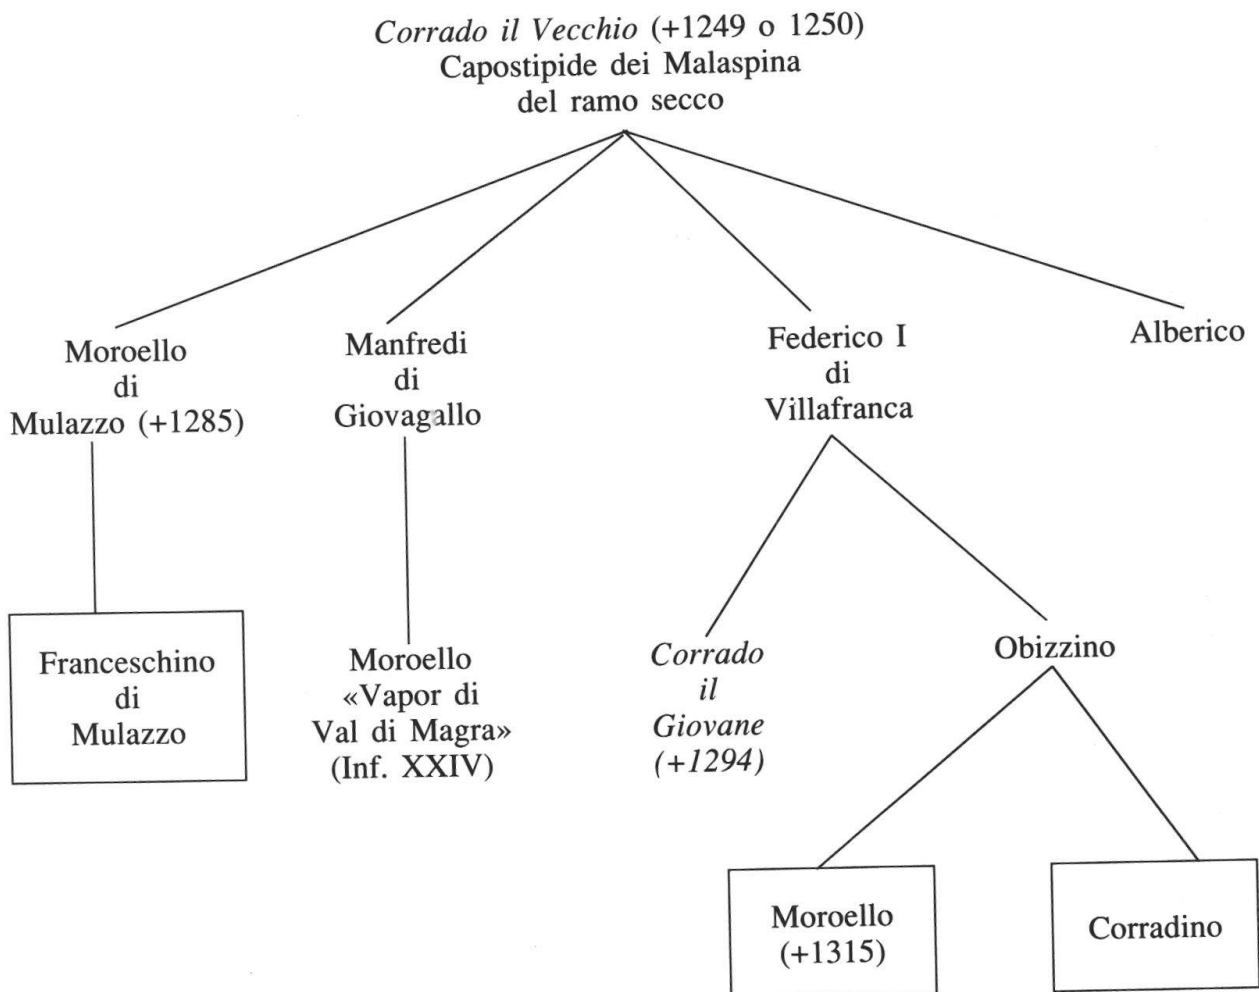 Corrado il Vecchio (+1249 o 1250)
Capostipide dei Malaspina
del ramo secco
Moroello
di
Mulazzo (+1285)
Manfredi
di
Giovagallo
Federico I
di
Villafranca
Alberico
Franceschino
di
Mulazzo
Moroello
«Vapor di
Val di Magra»
(Inf. XXIV)
Corrado
il
Giovane
(+1294)
Obizzino
Moroello
(+1315)
Corradino